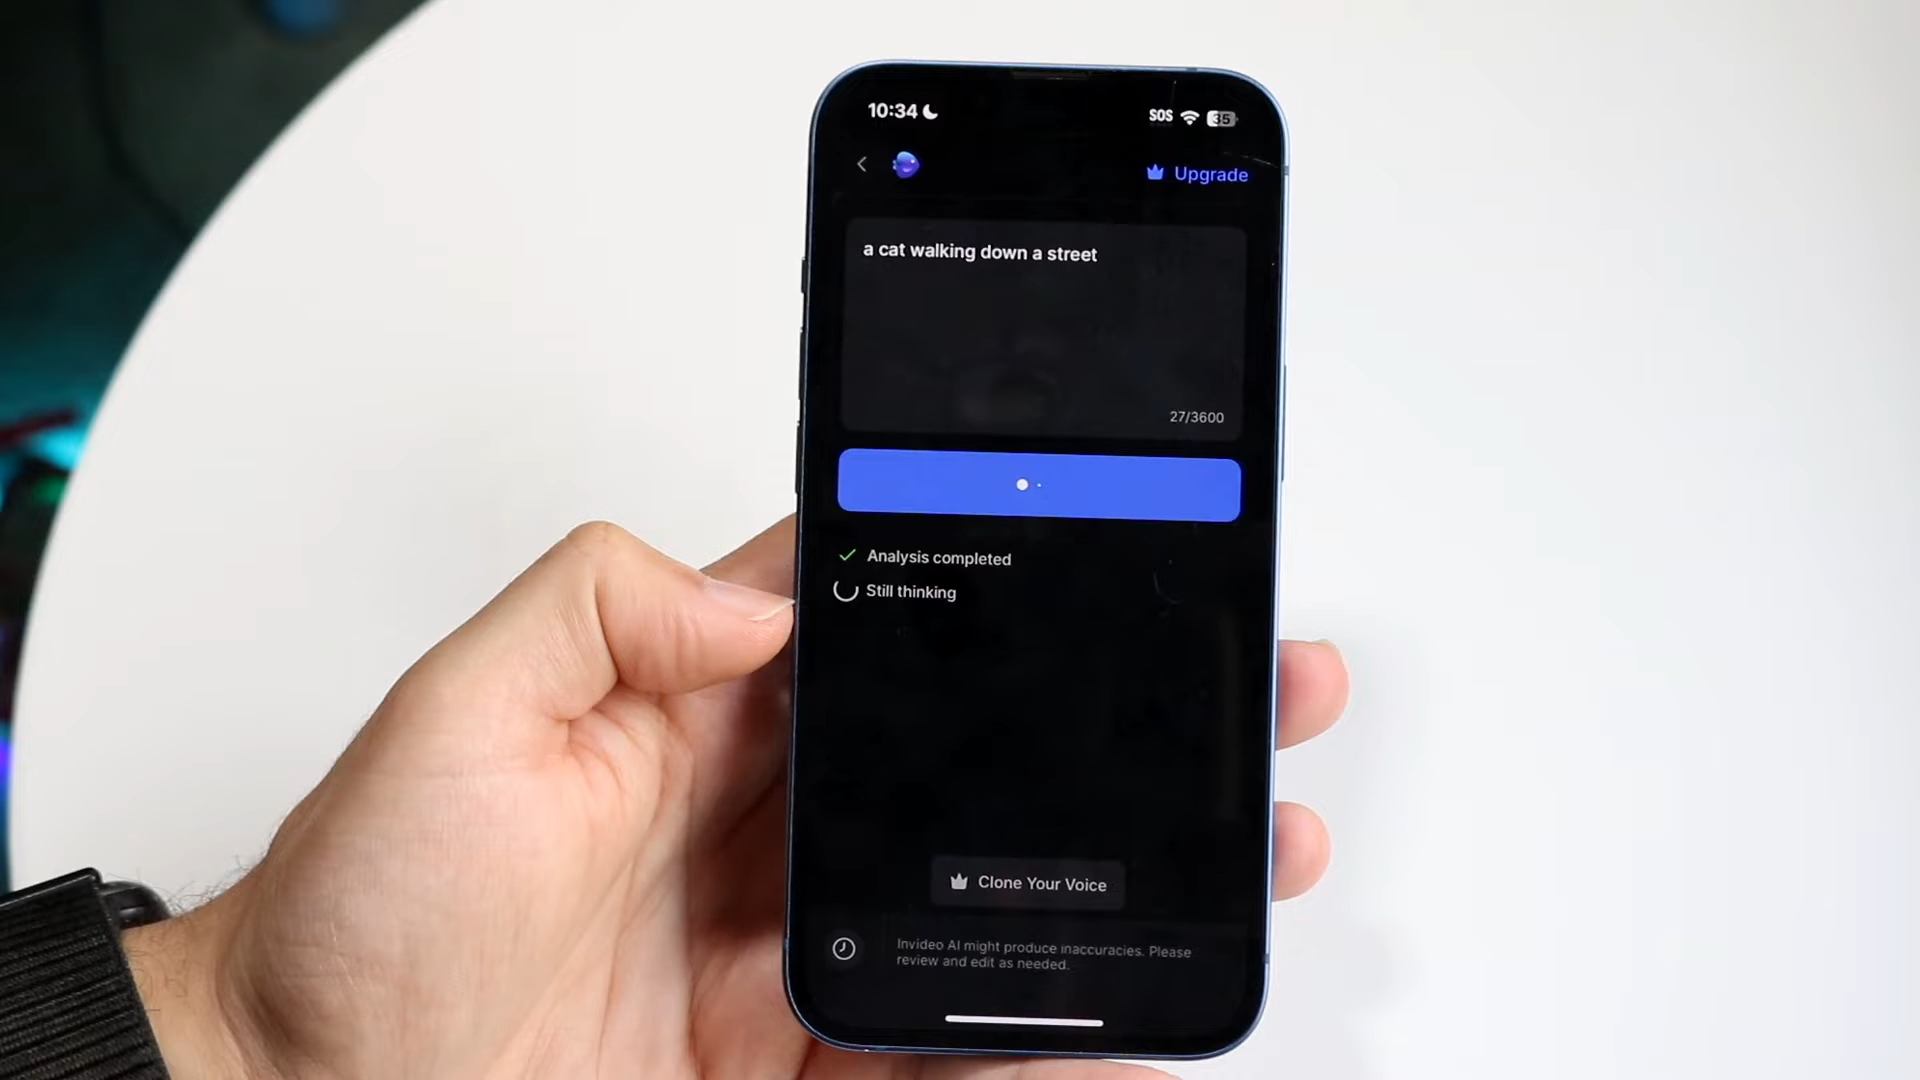 10:34
SOS
35
Upgrade
a cat walking down a street
27/3600
Analysis completed
Still thinking
Clone Your Voice
Invideo AI might produce inaccuracies. Please
review and edit as needed.